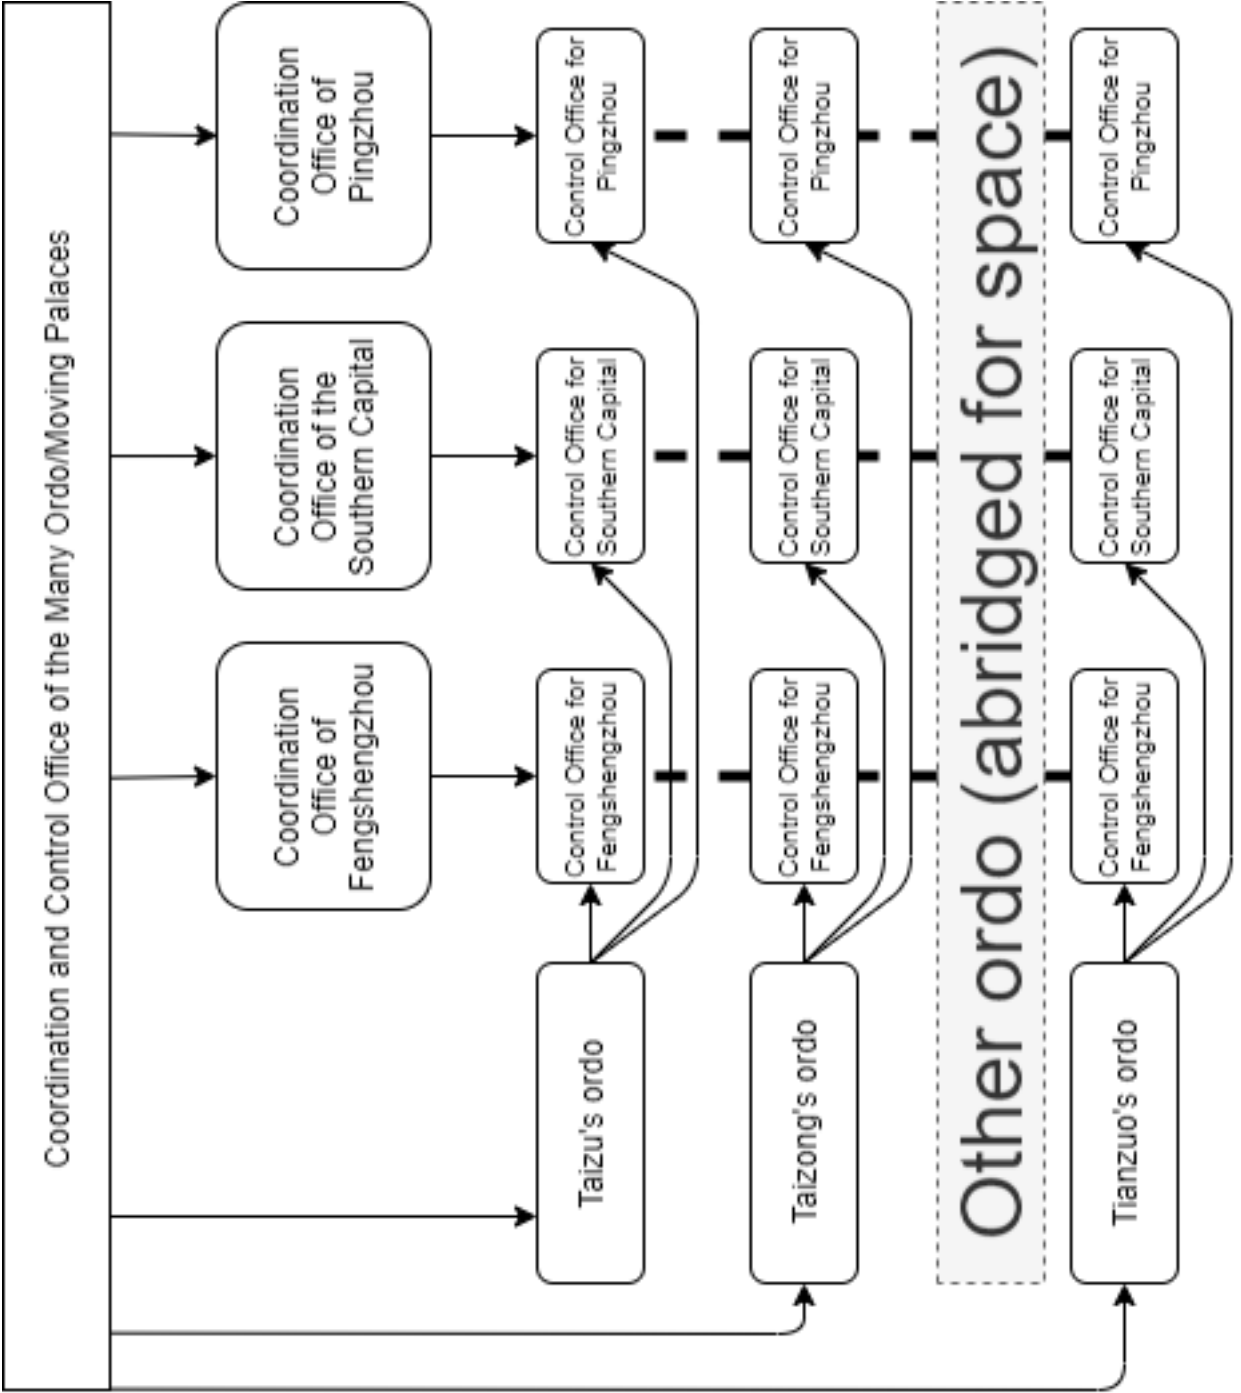 Coordination and Control Office of the Many Ordo/Moving Palaces
Coordination
Office of
Fengshengzhou
Coordination
Office of the
Southern Capital
Coordination
Office of
Pingzhou
Taizu's ordo
Control Office for
Fengshengzhou
Control Office for
Southern Capital
Control Office for
Pingzhou
Taizong's ordo
Control Office for
Fengshengzhou
Control Office for
Southern Capital
Control Office for
Pingzhou
Other ordo (abridged for space)
Tianzuo's ordo
Control Office for
Fengshengzhou
Control Office for
Southern Capital
Control Office for
Pingzhou